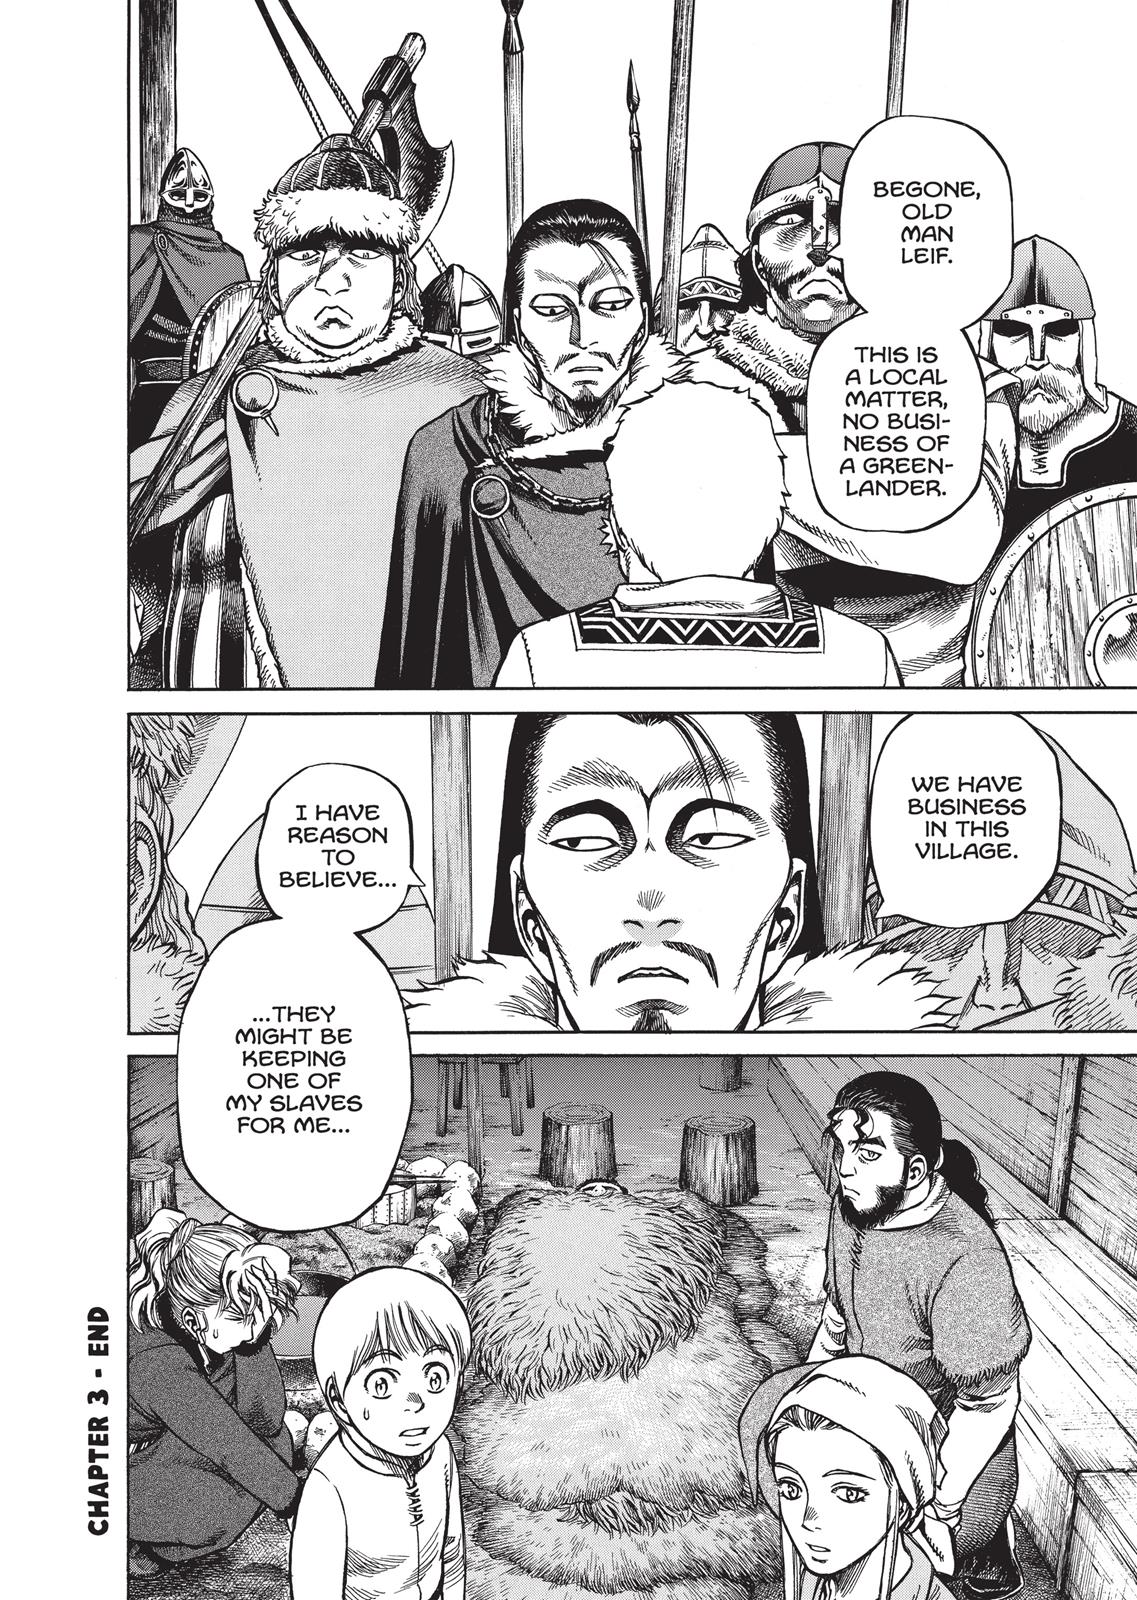 BEGONE,
OLD
MAN
LEIF.
THIS IS
A LOCAL
MATTER,
NO BUSI-
NESS OF
A GREEN-
LANDER.
WE HAVE
BUSINESS
IN THIS
VILLAGE.
I HAVE
REASON
TO
BELIEVE...
...THEY
MIGHT BE
KEEPING
ONE OF
MY SLAVES
FOR ME...
CHAPTER 3 - END